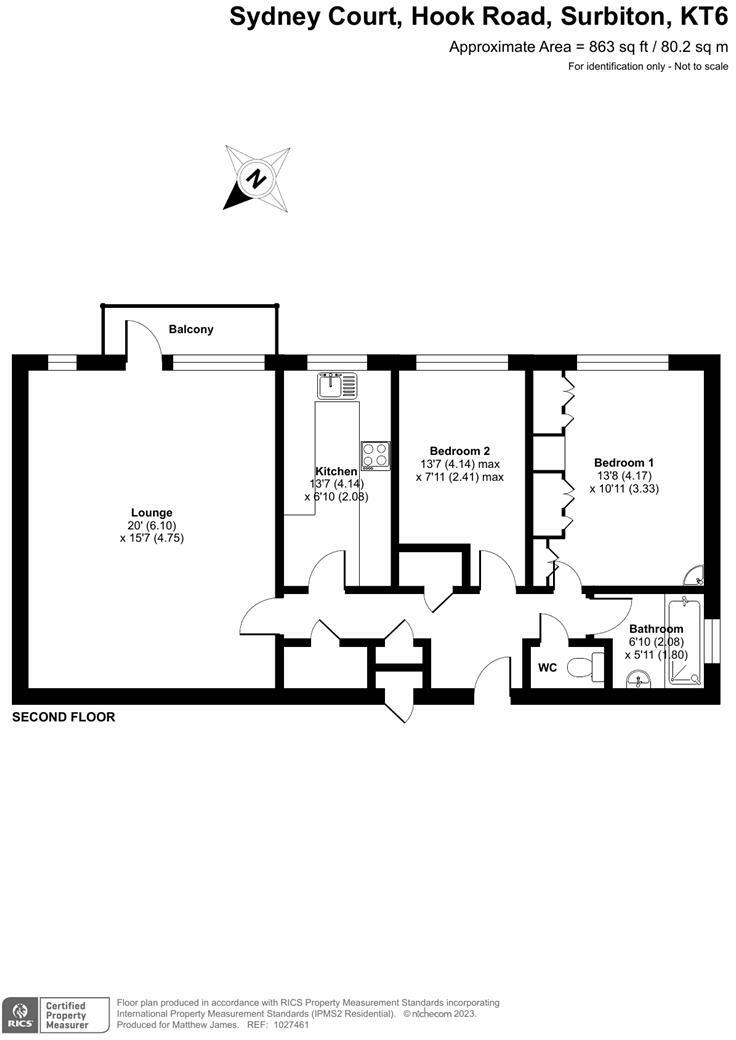 Sydney Court, Hook Road, Surbiton, KT6
Approximate Area = 863 sq ft / 80.2 sq m
For identification only - Not to scale
N
Balcony
Lounge
20' (6.10)
x 15'7 (4.75)
Kitchen
13'7 (4.14)
x 6'10 (2.08)
Bedroom 2
13'7 (4.14) max
x 7'11 (2.41) max
Bedroom 1
13'8 (4.17)
x 10'11 (3.33)
Bathroom
6'10 (2.08)
x 5'11 (1.80)
WC
SECOND FLOOR
RICS
Certified
Property
Measurer
Floor plan produced in accordance with RICS Property Measurement Standards incorporating
International Property Measurement Standards (IPMS2 Residential). © nichecom 2023.
Produced for Matthew James. REF: 1027461